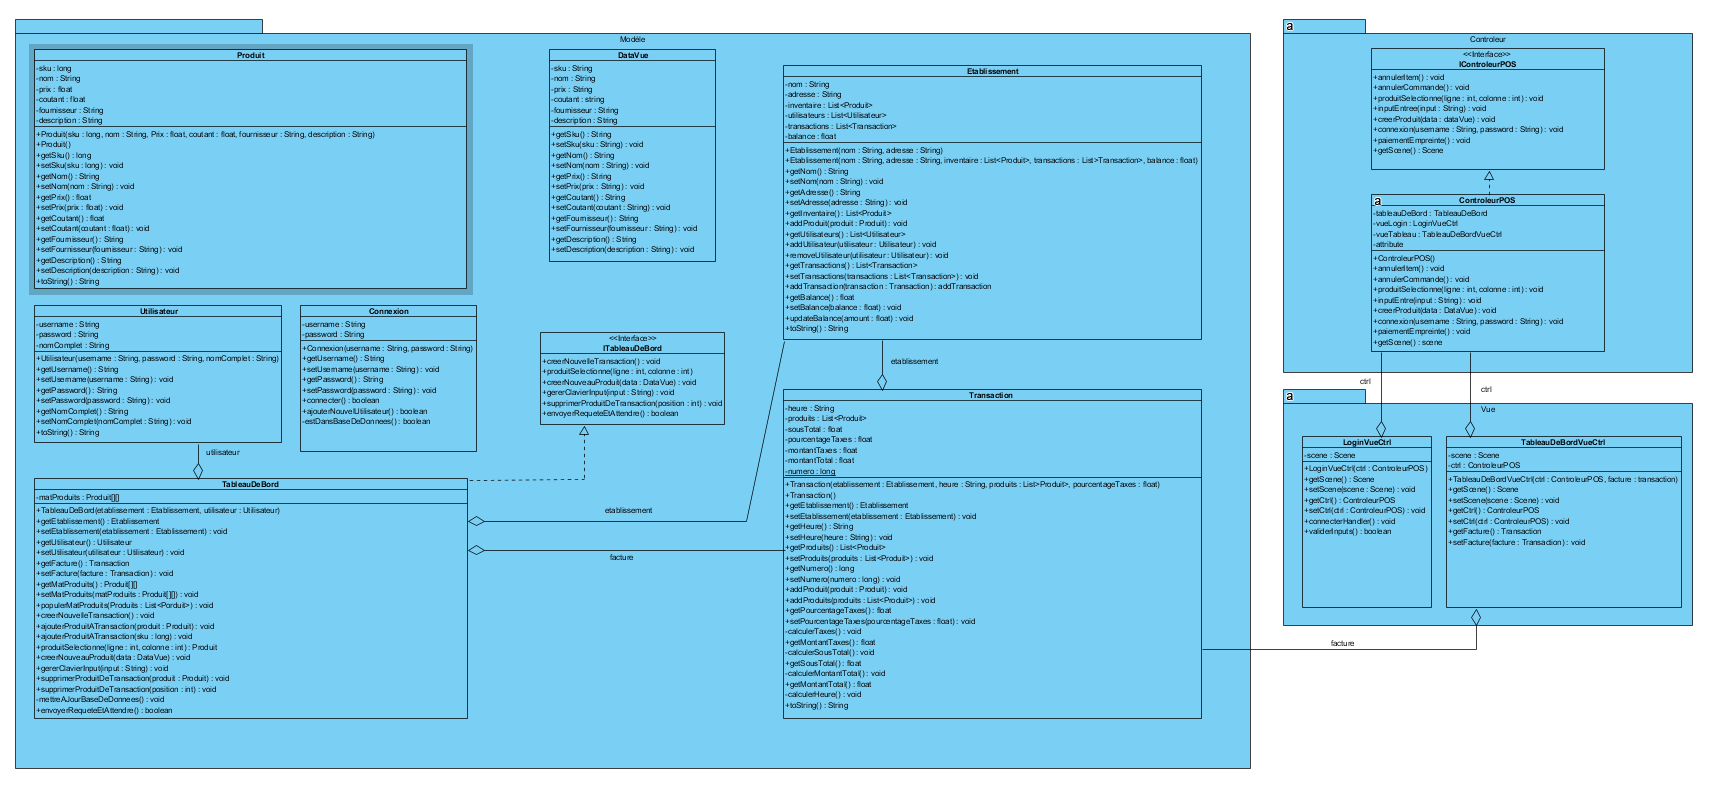 Modèle
Produit
-sku : long
-nom : String
-prix : float
-coutant : float
-fournisseur : String
-description : String
+Produit(sku : long, nom : String, Prix : float, coutant : float, fournisseur : String, description : String)
+Produit()
+getSku() : long
+setSku(sku : long) : void
+getNom() : String
+setNom(nom : String) : void
+getPrix() : float
+setPrix(prix : float) : void
+getCoutant() : float
+setCoutant(coutant : float) : void
+getFournisseur() : String
+setFournisseur(fournisseur : String) : void
+getDescription() : String
+setDescription(description : String) : void
+toString() : String
DataVue
-sku : String
-nom : String
-prix : String
-coutant : string
-fournisseur : String
-description : String
+getSku() : String
+setSku(sku : String) : void
+getNom() : String
+setNom(nom : String) : void
+getPrix() : String
+setPrix(prix : String) : void
+getCoutant() : String
+setCoutant(coutant : String) : void
+getFournisseur() : String
+setFournisseur(fournisseur : String) : void
+getDescription() : String
+setDescription(description : String) : void
Etablissement
-nom : String
-adresse : String
-inventaire : List<Produit>
-utilisateurs : List<Utilisateur>
-transactions : List<Transaction>
-balance : float
+Etablissement(nom : String, adresse : String)
+Etablissement(nom : String, adresse : String, inventaire : List<Produit>, transactions : List>Transaction>, balance : float)
+getNom() : String
+setNom(nom : String) : void
+getAdresse() : String
+setAdresse(adresse : String) : void
+getInventaire() : List<Produit>
+addProduit(produit : Produit) : void
+getUtilisateurs() : List<Utilisateur>
+addUtilisateur(utilisateur : Utilisateur) : void
+removeUtilisateur(utilisateur : Utilisateur) : void
+getTransactions() : List<Transaction>
+setTransactions(transactions : List<Transaction>) : void
+addTransaction(transaction : Transaction) : addTransaction
+getBalance() : float
+setBalance(balance : float) : void
+updateBalance(amount : float) : void
+toString() : String
Utilisateur
-username : String
-password : String
-nomComplet : String
+Utilisateur(username : String, password : String, nomComplet : String)
+getUsername() : String
+setUsername(username : String) : void
+getPassword() : String
+setPassword(password : String) : void
+getNomComplet() : String
+setNomComplet(nomComplet : String) : void
+toString() : String
Connexion
-username : String
-password : String
+Connexion(username : String, password : String)
+getUsername() : String
+setUsername(username : String) : void
+getPassword() : String
+setPassword(password : String) : void
+connecter() : boolean
+ajouterNouvelUtilisateur() : boolean
-estDansBaseDeDonnees() : boolean
<<Interface>>
ITableauDeBord
+creerNouvelleTransaction() : void
+produitSelectionne(ligne : int, colonne : int)
+creerNouveauProduit(data : DataVue) : void
+gererClavierInput(input : String) : void
+supprimerProduitDeTransaction(position : int) : void
+envoyerRequeteEtAttendre() : boolean
utilisateur
etablissement
etablissement
facture
TableauDeBord
-matProduits : Produit[][]
+TableauDeBord(etablissement : Etablissement, utilisateur : Utilisateur)
+getEtablissement() : Etablissement
+setEtablissement(etablissement : Etablissement) : void
+getUtilisateur() : Utilisateur
+setUtilisateur(utilisateur : Utilisateur) : void
+getFacture() : Transaction
+setFacture(facture : Transaction) : void
+getMatProduits() : Produit[][]
+setMatProduits(matProduits : Produit[][]) : void
+populerMatProduits(Produits : List<Porduit>) : void
+creerNouvelleTransaction() : void
+ajouterProduitATransaction(produit : Produit) : void
+ajouterProduitATransaction(sku : long) : void
+produitSelectionne(ligne : int, colonne : int) : Produit
+creerNouveauProduit(data : DataVue) : void
+gererClavierInput(input : String) : void
+supprimerProduitDeTransaction(produit : Produit) : void
+supprimerProduitDeTransaction(position : int) : void
-mettreAJourBaseDeDonnees() : void
+envoyerRequeteEtAttendre() : boolean
Transaction
-heure : String
-produits : List<Produit>
-sousTotal : float
-pourcentageTaxes : float
-montantTaxes : float
-montantTotal : float
-numero : long
+Transaction(etablissement : Etablissement, heure : String, produits : List>Produit>, pourcentageTaxes : float)
+Transaction()
+getEtablissement() : Etablissement
+setEtablissement(etablissement : Etablissement) : void
+getHeure() : String
+setHeure(heure : String) : void
+getProduits() : List<Produit>
+setProduits(produits : List<Produit>) : void
+getNumero() : long
+setNumero(numero : long) : void
+addProduit(produit : Produit) : void
+addProduits(produits : List<Produit>) : void
+getPourcentageTaxes() : float
+setPourcentageTaxes(pourcentageTaxes : float) : void
-calculerTaxes() : void
+getMontantTaxes() : float
-calculerSousTotal() : void
+getSousTotal() : float
-calculerMontantTotal() : void
+getMontantTotal() : float
-calculerHeure() : void
+toString() : String
a
Controleur
<<Interface>>
IControleurPOS
+annulerItem() : void
+annulerCommande() : void
+produitSelectionne(ligne : int, colonne : int) : void
+inputEntree(input : String) : void
+creerProduit(data : dataVue) : void
+connexion(username : String, password : String) : void
+paiementEmpreinte() : void
+getScene() : Scene
a
ControleurPOS
-tableauDeBord : TableauDeBord
-vueLogin : LoginVueCtrl
-vueTableau : TableauDeBordVueCtrl
-attribute
+ControleurPOS()
+annulerItem() : void
+annulerCommande() : void
+produitSelectionne(ligne : int, colonne : int) : void
+inputEntre(input : String) : void
+creerProduit(data : DataVue) : void
+connexion(username : String, password : String) : void
+paiementEmpreinte() : void
+getScene() : scene
ctrl
ctrl
a
Vue
LoginVueCtrl
-scene : Scene
+LoginVueCtrl(ctrl : ControleurPOS)
+getScene() : Scene
+setScene(scene : Scene) : void
+getCtrl() : ControleurPOS
+setCtrl(ctrl : ControleurPOS) : void
+connecterHandler() : void
+validerInputs() : boolean
TableauDeBordVueCtrl
-scene : Scene
-ctrl : ControleurPOS
+TableauDeBordVueCtrl(ctrl : ControleurPOS, facture : transaction)
+getScene() : Scene
+setScene(scene : Scene) : void
+getCtrl() : ControleurPOS
+setCtrl(ctrl : ControleurPOS) : void
+getFacture() : Transaction
+setFacture(facture : Transaction) : void
facture